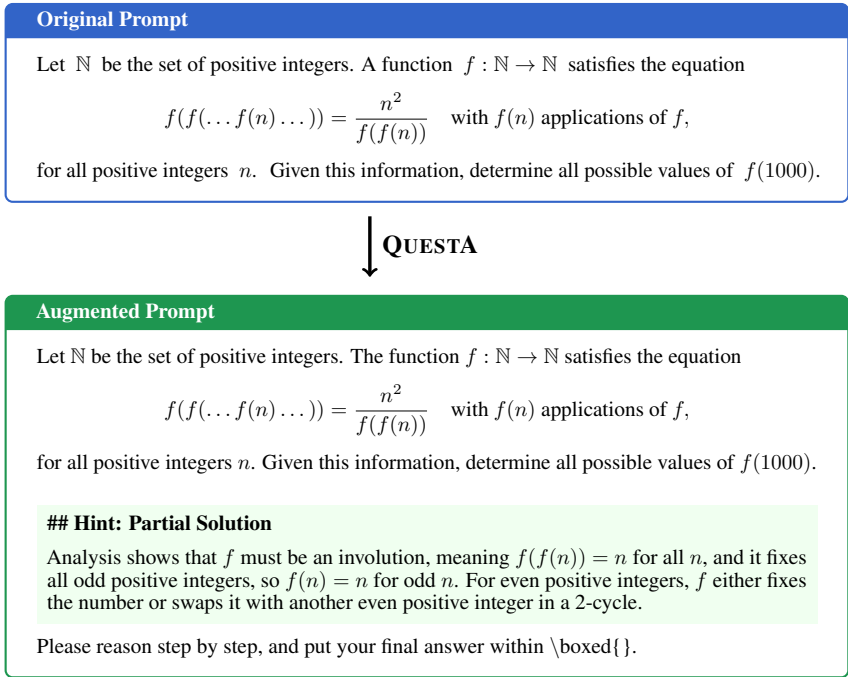 Original Prompt
Let ℕ be the set of positive integers. A function f : ℕ → ℕ satisfies the equation
f(f(. . . f(n) . . .)) = n² / f(f(n)) with f(n) applications of f,
for all positive integers n. Given this information, determine all possible values of f(1000).
QUESTA
Augmented Prompt
Let ℕ be the set of positive integers. The function f : ℕ → ℕ satisfies the equation
f(f(. . . f(n) . . .)) = n² / f(f(n)) with f(n) applications of f,
for all positive integers n. Given this information, determine all possible values of f(1000).
## Hint: Partial Solution
Analysis shows that f must be an involution, meaning f(f(n)) = n for all n, and it fixes
all odd positive integers, so f(n) = n for odd n. For even positive integers, f either fixes
the number or swaps it with another even positive integer in a 2-cycle.
Please reason step by step, and put your final answer within \boxed{}.